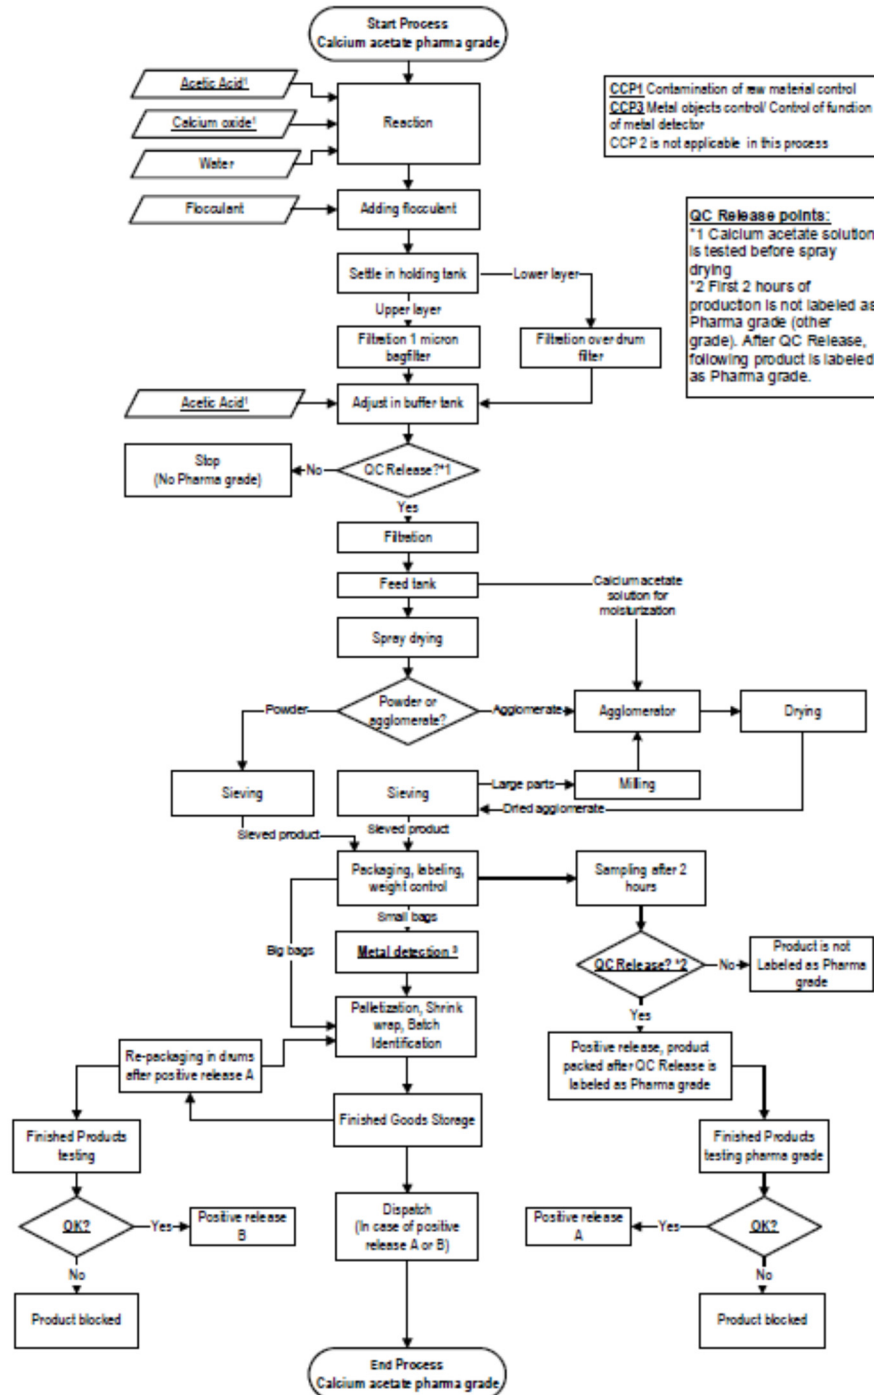 Start Process
Calcium acetate pharma grade
Acetic Acid¹
Calcium oxide¹
Water
Reaction
CCP1 Contamination of raw material control
CCP3 Metal objects control/ Control of function
of metal detector
CCP 2 is not applicable in this process
Flocculant
Adding flocculant
QC Release points:
*1 Calcium acetate solution
is tested before spray
drying
*2 First 2 hours of
production is not labeled as
Pharma grade (other
grade). After QC Release,
following product is labeled
as Pharma grade.
Settle in holding tank
Lower layer
Upper layer
Filtration 1 micron
bagfilter
Filtration over drum
filter
Acetic Acid¹
Adjust in buffer tank
Stop
(No Pharma grade)
No
QC Release?*1
Yes
Filtration
Feed tank
Calcium acetate
solution for
moisturization
Spray drying
Powder
Powder or
agglomerate?
Agglomerate
Agglomerator
Drying
Sieving
Sieving
Large parts
Milling
Dried agglomerate
Sieved product
Sieved product
Packaging, labeling,
weight control
Sampling after 2
hours
Small bags
Big bags
Metal detection ³
QC Release? *2
No
Product is not
Labeled as Pharma
grade
Yes
Palletization, Shrink
wrap, Batch
Identification
Re-packaging in drums
after positive release A
Positive release, product
packed after QC Release is
labeled as Pharma grade
Finished Goods Storage
Finished Products
testing
Finished Products
testing pharma grade
OK?
Yes
Positive release
B
Dispatch
(In case of positive
release A or B)
Positive release
A
Yes
OK?
No
No
Product blocked
Product blocked
End Process
Calcium acetate pharma grade